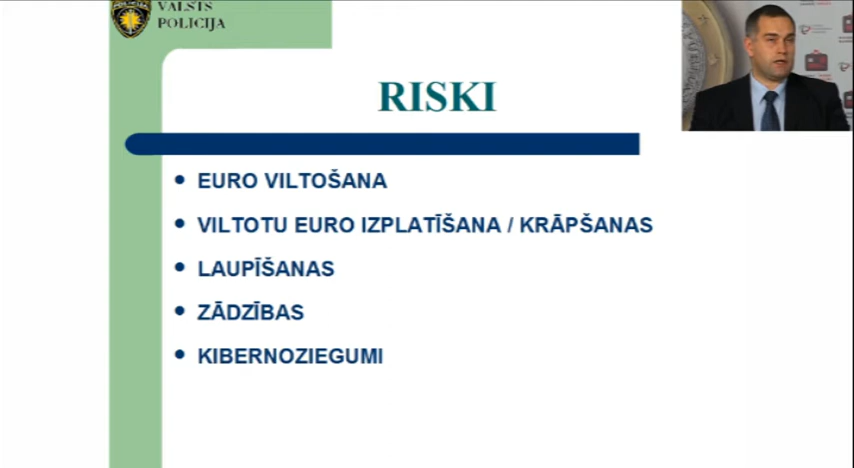 VALSTS
POLICIJA
RISKI
EURO VILTOŠANA
VILTOTU EURO IZPLATĪŠANA / KRĀPŠANAS
LAUPĪŠANAS
ZĀDZĪBAS
KIBERNOZIEGUMI